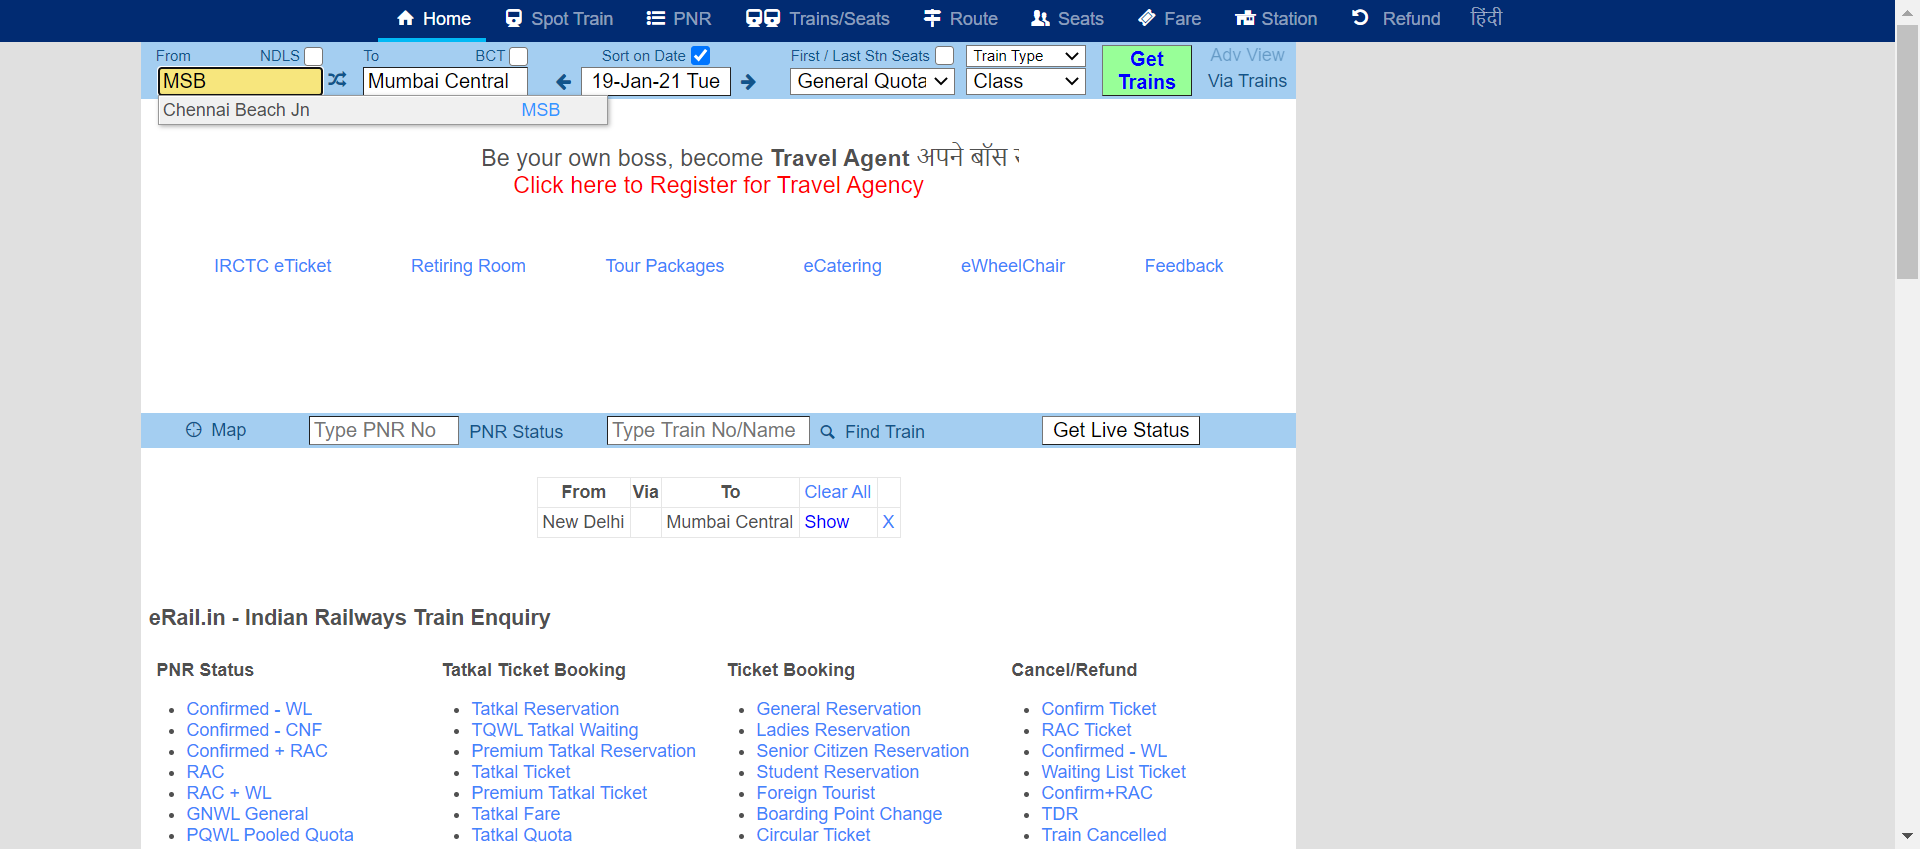 Home Spot Train PNR Trains/Seats Route Seats Fare Station Refund हिंदी
From NDLS To BCT Sort on Date First / Last Stn Seats Train Type Get Trains Adv View
MSB Mumbai Central 19-Jan-21 Tue General Quota Class Via Trains
Chennai Beach Jn MSB
Be your own boss, become Travel Agent अपने बॉस
Click here to Register for Travel Agency
IRCTC eTicket Retiring Room Tour Packages eCatering eWheelChair Feedback
Map Type PNR No PNR Status Type Train No/Name Find Train Get Live Status
From Via To Clear All
New Delhi Mumbai Central Show X
eRail.in - Indian Railways Train Enquiry
PNR Status Tatkal Ticket Booking Ticket Booking Cancel/Refund
Confirmed - WL Tatkal Reservation General Reservation Confirm Ticket
Confirmed - CNF TQWL Tatkal Waiting Ladies Reservation RAC Ticket
Confirmed + RAC Premium Tatkal Reservation Senior Citizen Reservation Confirmed - WL
RAC Tatkal Ticket Student Reservation Waiting List Ticket
RAC + WL Premium Tatkal Ticket Foreign Tourist Confirm+RAC
GNWL General Tatkal Fare Boarding Point Change TDR
PQWL Pooled Quota Tatkal Quota Circular Ticket Train Cancelled